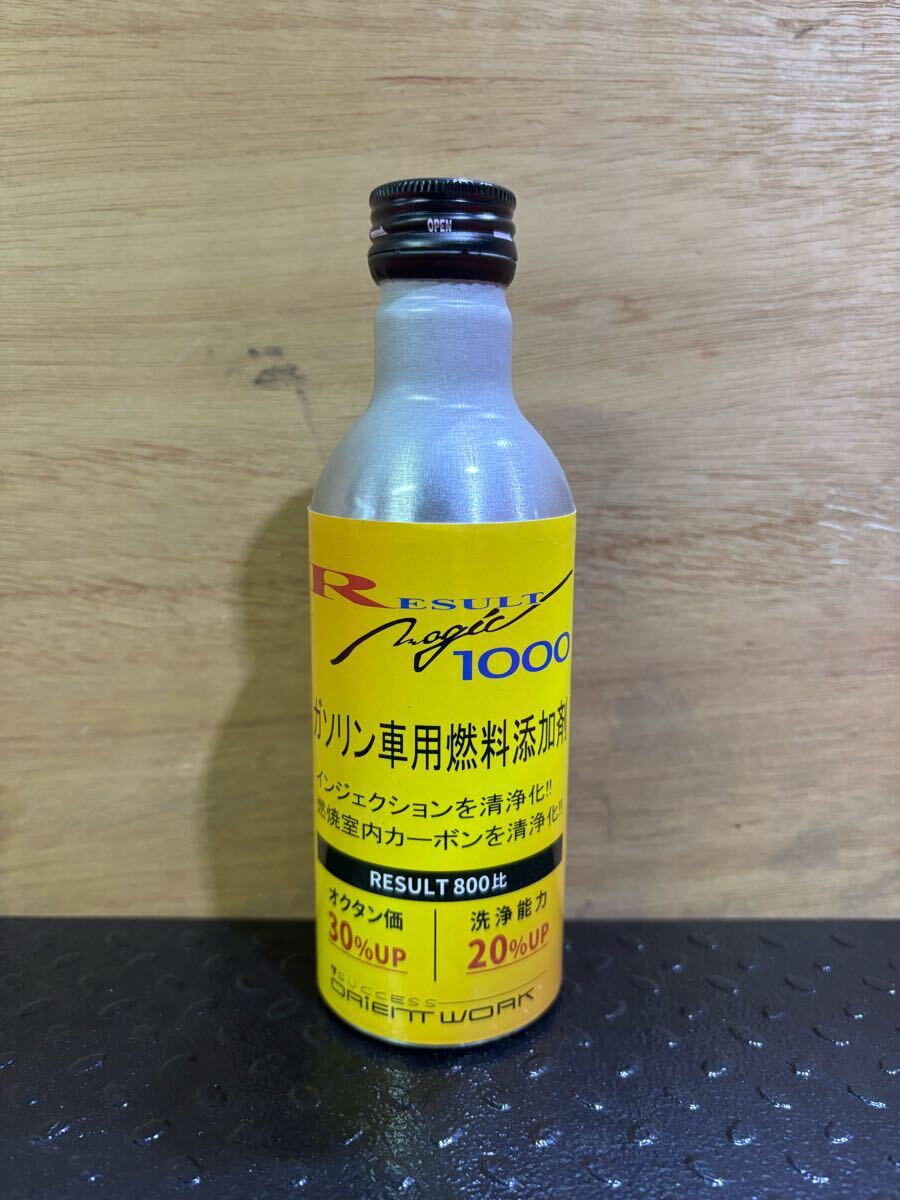 OPEN
RESULT
magic
1000
ガソリン車用燃料添加剤
インジェクションを清浄化!!
燃焼室内カーボンを清浄化!!
RESULT 800比
オクタン価
30%UP
洗浄能力
20%UP
SUCCESS
ORiENT WORK